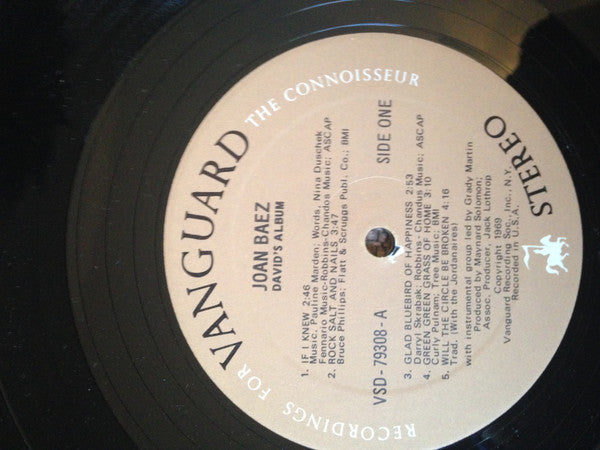 RECORDINGS FOR VANGUARD THE CONNOISSEUR
JOAN BAEZ
DAVID'S ALBUM
1. IF I KNEW 2:46
Music, Pauline Marden; Words, Nina Duschek
Fennario Music-Robbins-Chandos Music; ASCAP
2. ROCK SALT AND NAILS 3:47
Bruce Phillips; Flatt & Scruggs Publ. Co.; BMI
VSD-79308-A
SIDE ONE
3. GLAD BLUEBIRD OF HAPPINESS 2:53
Darryl Skrabak; Robbins-Chandus Music; ASCAP
4. GREEN GREEN GRASS OF HOME 3:10
Curly Putnam; Tree Music; BMI
5. WILL THE CIRCLE BE BROKEN 4:16
Trad. (With the Jordanaires)
with instrumental group led by Grady Martin
Produced by Maynard Solomon;
Assoc. Producer, Jack Lothrop
Copyright 1969
Vanguard Recording Soc., Inc., N.Y.
Recorded in U.S.A.
STEREO